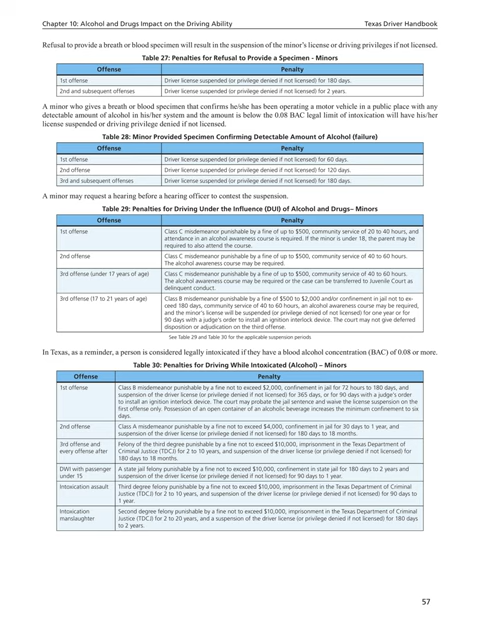 Chapter 10: Alcohol and Drugs Impact on the Driving Ability Texas Driver Handbook
Refusal to provide a breath or blood specimen will result in the suspension of the minor's license or driving privileges if not licensed.
Table 27: Penalties for Refusal to Provide a Specimen - Minors
Offense Penalty
1st offense Driver license suspended (or privilege denied if not licensed) for 180 days.
2nd and subsequent offenses Driver license suspended (or privilege denied if not licensed) for 2 years.
A minor who gives a breath or blood specimen that confirms he/she has been operating a motor vehicle in a public place with any
detectable amount of alcohol in his/her system and the amount is below the 0.08 BAC legal limit of intoxication will have his/her
license suspended or driving privilege denied if not licensed.
Table 28: Minor Provided Specimen Confirming Detectable Amount of Alcohol (failure)
Offense Penalty
1st offense Driver license suspended (or privilege denied if not licensed) for 60 days.
2nd offense Driver license suspended (or privilege denied if not licensed) for 120 days.
3rd and subsequent offenses Driver license suspended (or privilege denied if not licensed) for 180 days.
A minor may request a hearing before a hearing officer to contest the suspension.
Table 29: Penalties for Driving Under the Influence (DUI) of Alcohol and Drugs– Minors
Offense Penalty
1st offense Class C misdemeanor punishable by a fine of up to $500, community service of 20 to 40 hours, and
attendance in an alcohol awareness course is required. If the minor is under 18, the parent may be
required to also attend the course.
2nd offense Class C misdemeanor punishable by a fine of up to $500, community service of 40 to 60 hours.
The alcohol awareness course may be required.
3rd offense (under 17 years of age) Class C misdemeanor punishable by a fine of up to $500, community service of 40 to 60 hours.
The alcohol awareness course may be required or the case can be transferred to Juvenile Court as
delinquent conduct.
3rd offense (17 to 21 years of age) Class B misdemeanor punishable by a fine of $500 to $2,000 and/or confinement in jail not to ex-
ceed 180 days, community service of 40 to 60 hours, an alcohol awareness course may be required,
and the minor's license will be suspended (or privilege denied if not licensed) for one year or for
90 days with a judge's order to install an ignition interlock device. The court may not give deferred
disposition or adjudication on the third offense.
See Table 29 and Table 30 for the applicable suspension periods
In Texas, as a reminder, a person is considered legally intoxicated if they have a blood alcohol concentration (BAC) of 0.08 or more.
Table 30: Penalties for Driving While Intoxicated (Alcohol) – Minors
Offense Penalty
1st offense Class B misdemeanor punishable by a fine not to exceed $2,000, confinement in jail for 72 hours to 180 days, and
suspension of the driver license (or privilege denied if not licensed) for 365 days, or for 90 days with a judge's order
to install an ignition interlock device. The court may probate the jail sentence and waive the license suspension on the
first offense only. Possession of an open container of an alcoholic beverage increases the minimum confinement to six
days.
2nd offense Class A misdemeanor punishable by a fine not to exceed $4,000, confinement in jail for 30 days to 1 year, and
suspension of the driver license (or privilege denied if not licensed) for 180 days to 18 months.
3rd offense and every offense after Felony of the third degree punishable by a fine not to exceed $10,000, imprisonment in the Texas Department of
Criminal Justice (TDCJ) for 2 to 10 years, and suspension of the driver license (or privilege denied if not licensed) for
180 days to 18 months.
DWI with passenger under 15 A state jail felony punishable by a fine not to exceed $10,000, confinement in state jail for 180 days to 2 years and
suspension of the driver license (or privilege denied if not licensed) for 90 days to 1 year.
Intoxication assault Third degree felony punishable by a fine not to exceed $10,000, imprisonment in the Texas Department of Criminal
Justice (TDCJ) for 2 to 10 years, and suspension of the driver license (or privilege denied if not licensed) for 90 days to
1 year.
Intoxication manslaughter Second degree felony punishable by a fine not to exceed $10,000, imprisonment in the Texas Department of Criminal
Justice (TDCJ) for 2 to 20 years, and a suspension of the driver license (or privilege denied if not licensed) for 180 days
to 2 years.
57